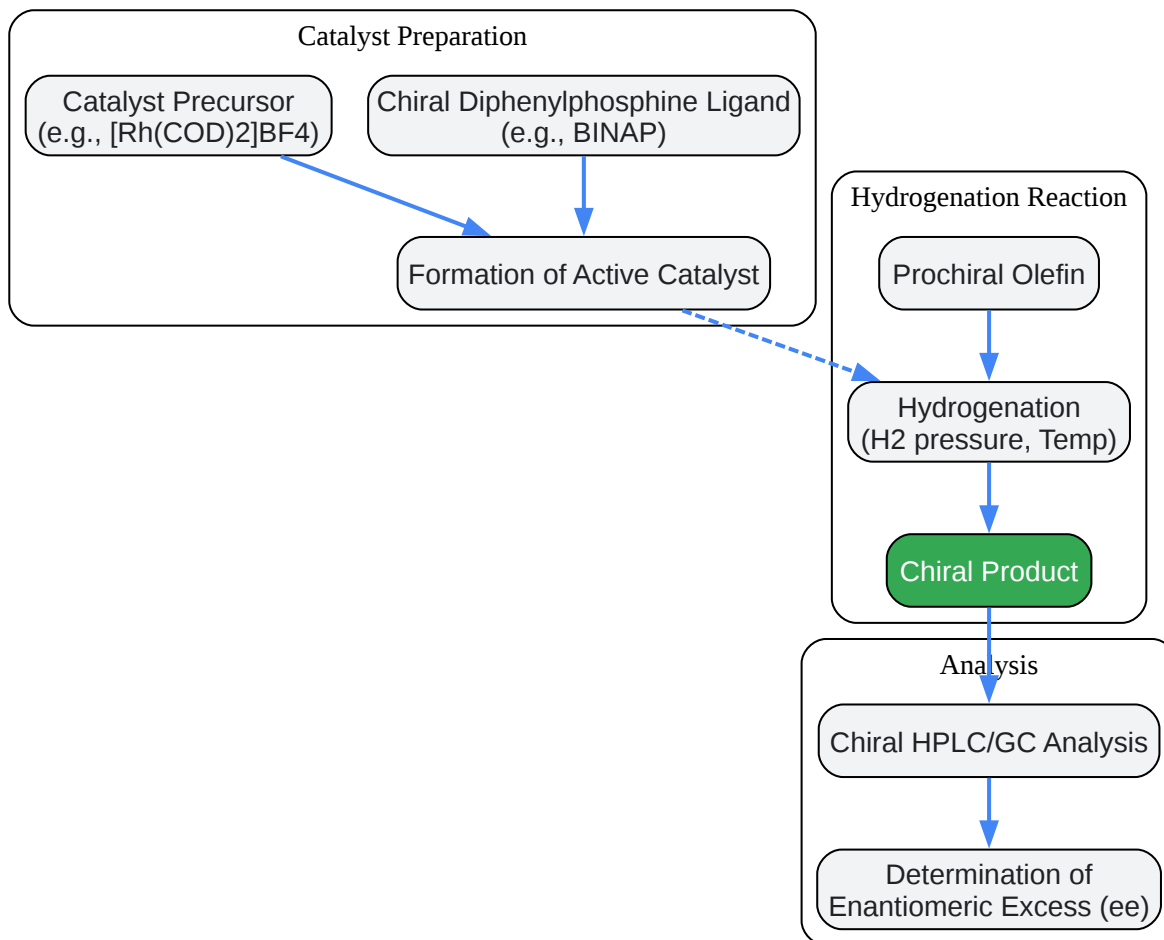 Catalyst Preparation
Catalyst Precursor
(e.g., [Rh(COD)2]BF4)
Chiral Diphenylphosphine Ligand
(e.g., BINAP)
Formation of Active Catalyst
Hydrogenation Reaction
Prochiral Olefin
Hydrogenation
(H2 pressure, Temp)
Chiral Product
Analysis
Chiral HPLC/GC Analysis
Determination of
Enantiomeric Excess (ee)